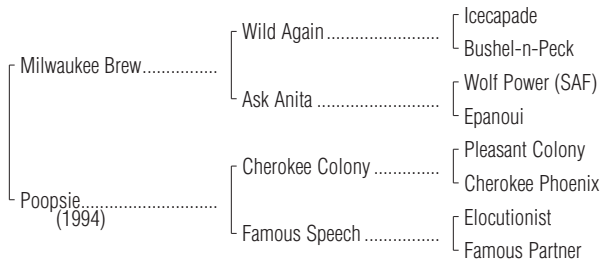 Icecapade
Wild Again
Bushel-n-Peck
Milwaukee Brew
Wolf Power (SAF)
Ask Anita
Epanoui
Pleasant Colony
Cherokee Colony
Cherokee Phoenix
Poopsie
(1994)
Elocutionist
Famous Speech
Famous Partner